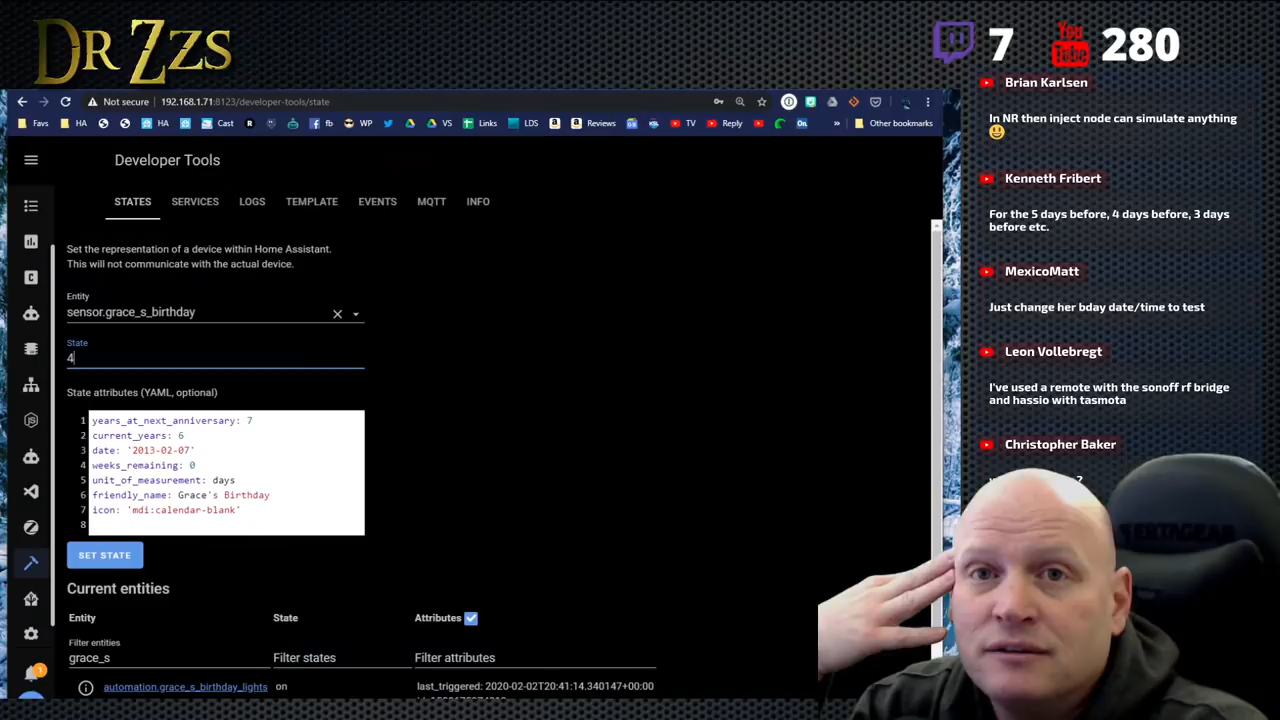 DR ZZS
7
YouTube 280
Not secure 192.168.1.71:8123/developer-tools/state
Favs HA HA Cast fb WP VS Links LDS Reviews TV Reply On. » Other bookmarks
Developer Tools
STATES SERVICES LOGS TEMPLATE EVENTS MQTT INFO
Set the representation of a device within Home Assistant.
This will not communicate with the actual device.
Entity
sensor.grace_s_birthday
State
4
State attributes (YAML, optional)
1 years_at_next_anniversary: 7
2 current_years: 6
3 date: '2013-02-07'
4 weeks_remaining: 0
5 unit_of_measurement: days
6 friendly_name: Grace's Birthday
7 icon: 'mdi:calendar-blank'
8
SET STATE
Current entities
Entity State Attributes
Filter entities
grace_s Filter states Filter attributes
automation.grace_s_birthday_lights on last_triggered: 2020-02-02T20:41:14.340147+00:00
1
Brian Karlsen
In NR then inject node can simulate anything
Kenneth Fribert
For the 5 days before, 4 days before, 3 days
before etc.
MexicoMatt
Just change her bday date/time to test
Leon Vollebregt
I've used a remote with the sonoff rf bridge
and hassio with tasmota
Christopher Baker